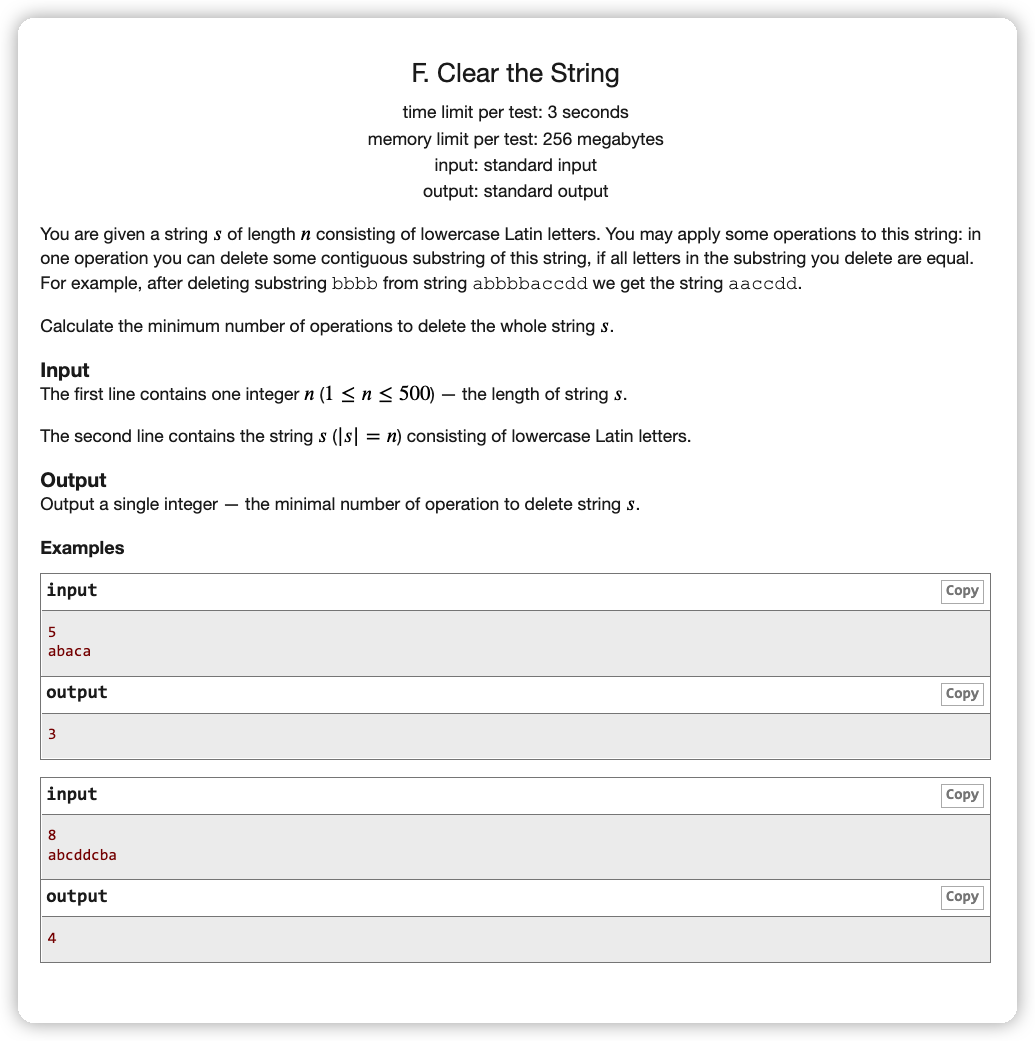 F. Clear the String
time limit per test: 3 seconds
memory limit per test: 256 megabytes
input: standard input
output: standard output
You are given a string s of length n consisting of lowercase Latin letters. You may apply some operations to this string: in
one operation you can delete some contiguous substring of this string, if all letters in the substring you delete are equal.
For example, after deleting substring bbbb from string abbbbaccdd we get the string aaccdd.
Calculate the minimum number of operations to delete the whole string s.
Input
The first line contains one integer n (1 ≤ n ≤ 500) — the length of string s.
The second line contains the string s (|s| = n) consisting of lowercase Latin letters.
Output
Output a single integer — the minimal number of operation to delete string s.
Examples
input Copy
5
abaca
output Copy
3
input Copy
8
abcddcba
output Copy
4